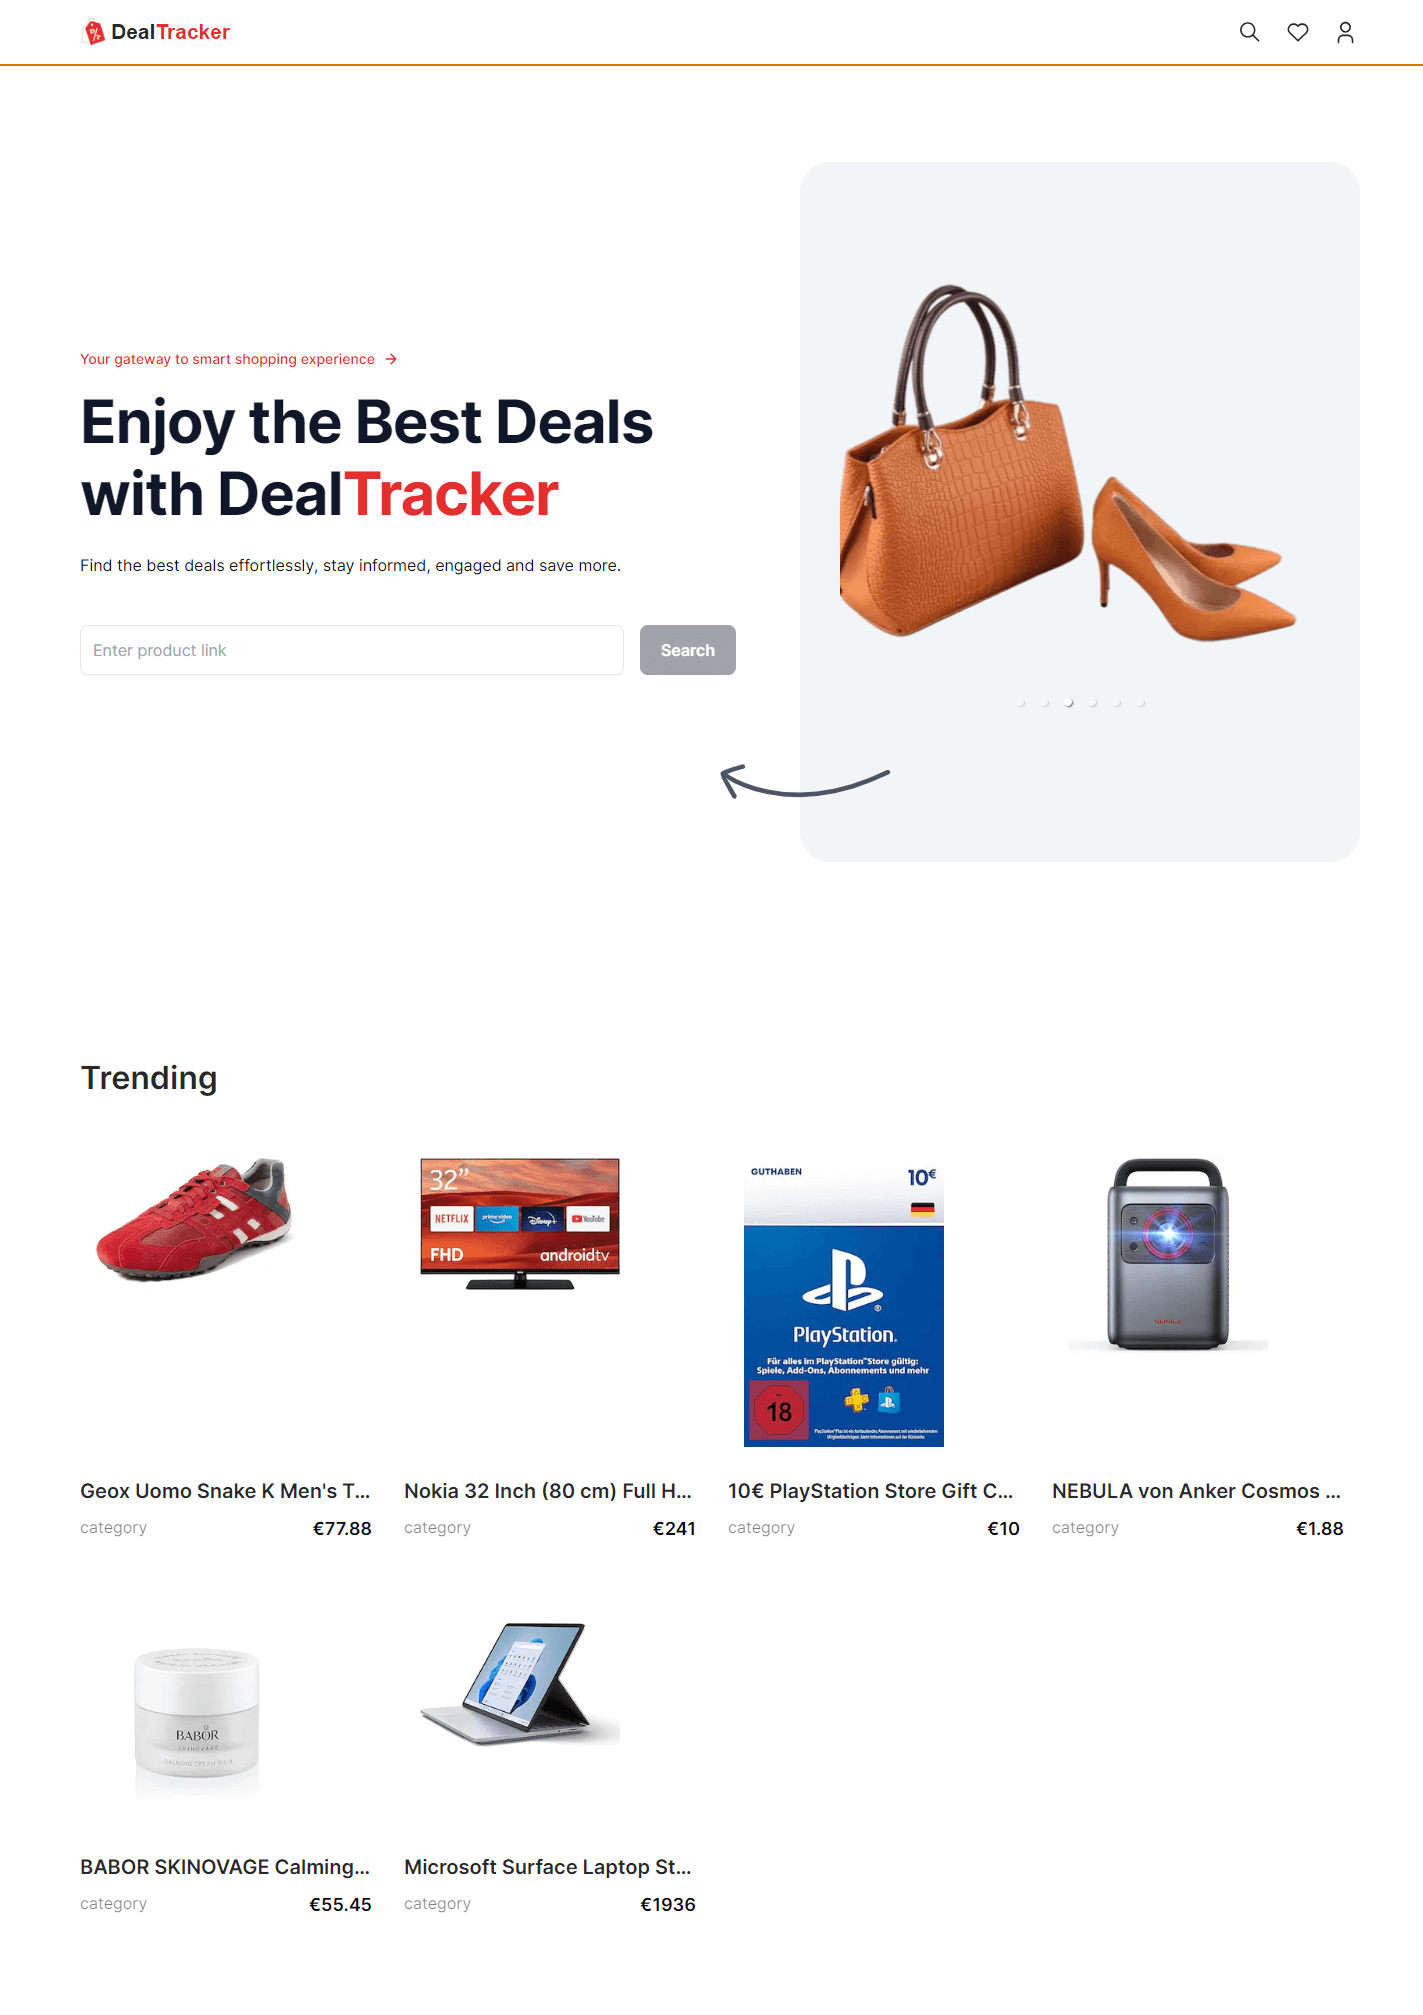 DealTracker
Your gateway to smart shopping experience
Enjoy the Best Deals
with DealTracker
Find the best deals effortlessly, stay informed, engaged and save more.
Enter product link
Search
Trending
32”
NETFLIX
prime video
Disney+
YouTube
FHD
androidtv
GUTHABEN
10€
PlayStation®
Für alles im PlayStation™Store gültig:
Spiele, Add-Ons, Abonnements und mehr
18
NEBULA
Geox Uomo Snake K Men's T...
category
€77.88
Nokia 32 Inch (80 cm) Full H...
category
€241
10€ PlayStation Store Gift C...
category
€10
NEBULA von Anker Cosmos ...
category
€1.88
BABOR
SKINOVAGE
CALMING CREAM RICH
BABOR SKINOVAGE Calming...
category
€55.45
Microsoft Surface Laptop St...
category
€1936